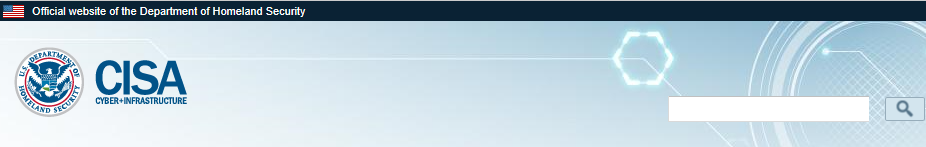 Official website of the Department of Homeland Security
U.S. DEPARTMENT OF
HOMELAND SECURITY
CISA
CYBER+INFRASTRUCTURE